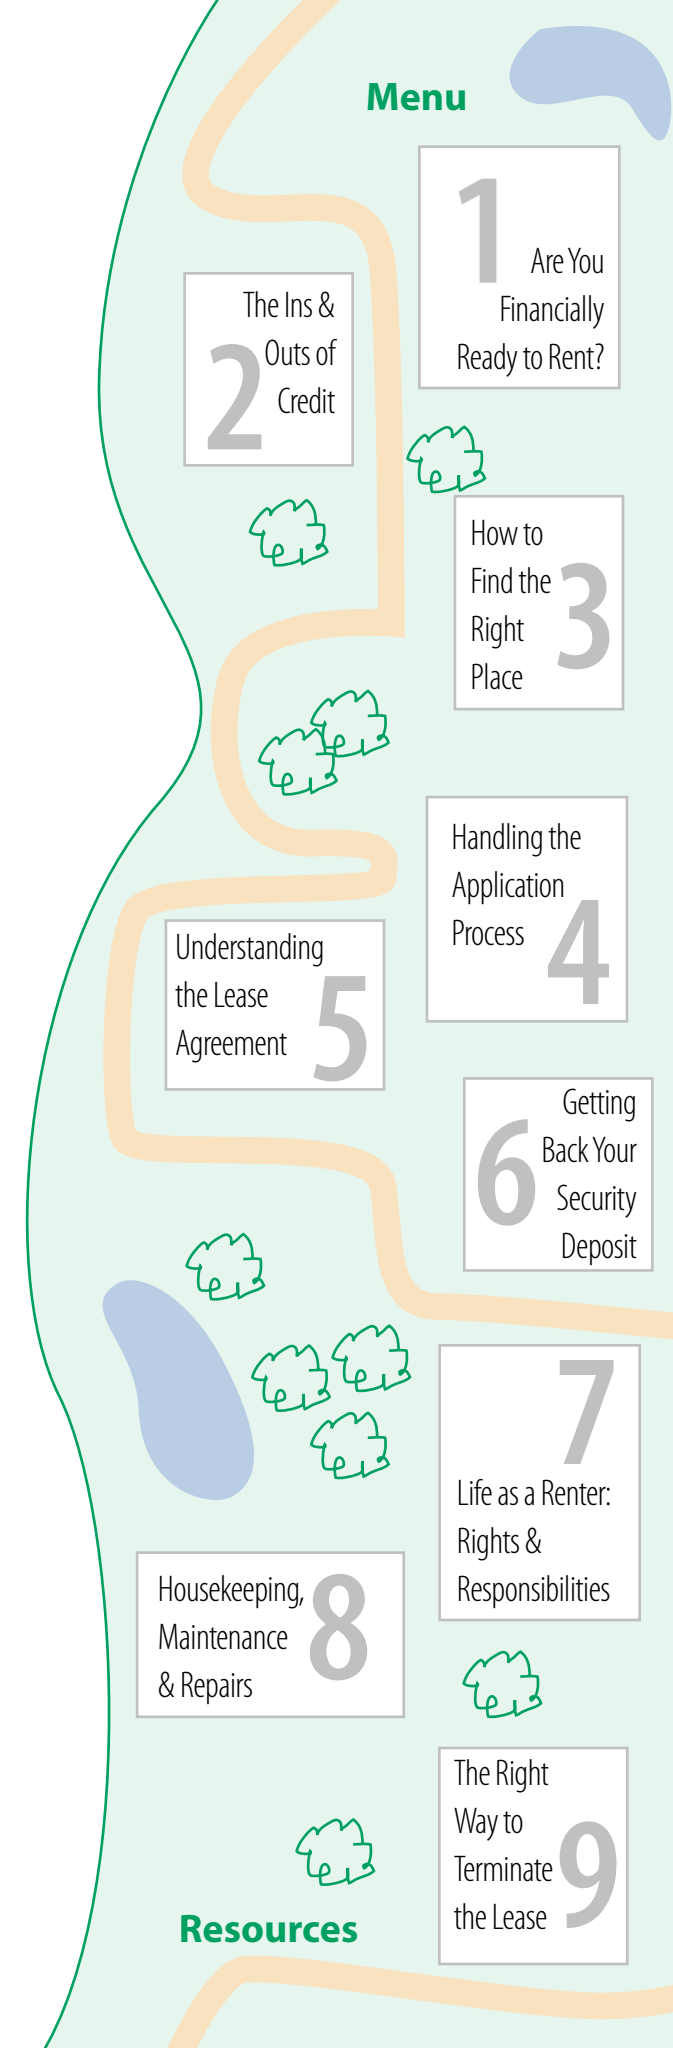 Menu
1
Are You
Financially
Ready to Rent?
The Ins &
Outs of
Credit
2
How to
Find the
Right
Place
3
Handling the
Application
Process
4
Understanding
the Lease
Agreement
5
Getting
Back Your
Security
Deposit
6
7
Life as a Renter:
Rights &
Responsibilities
Housekeeping,
Maintenance
& Repairs
8
The Right
Way to
Terminate
the Lease
9
Resources